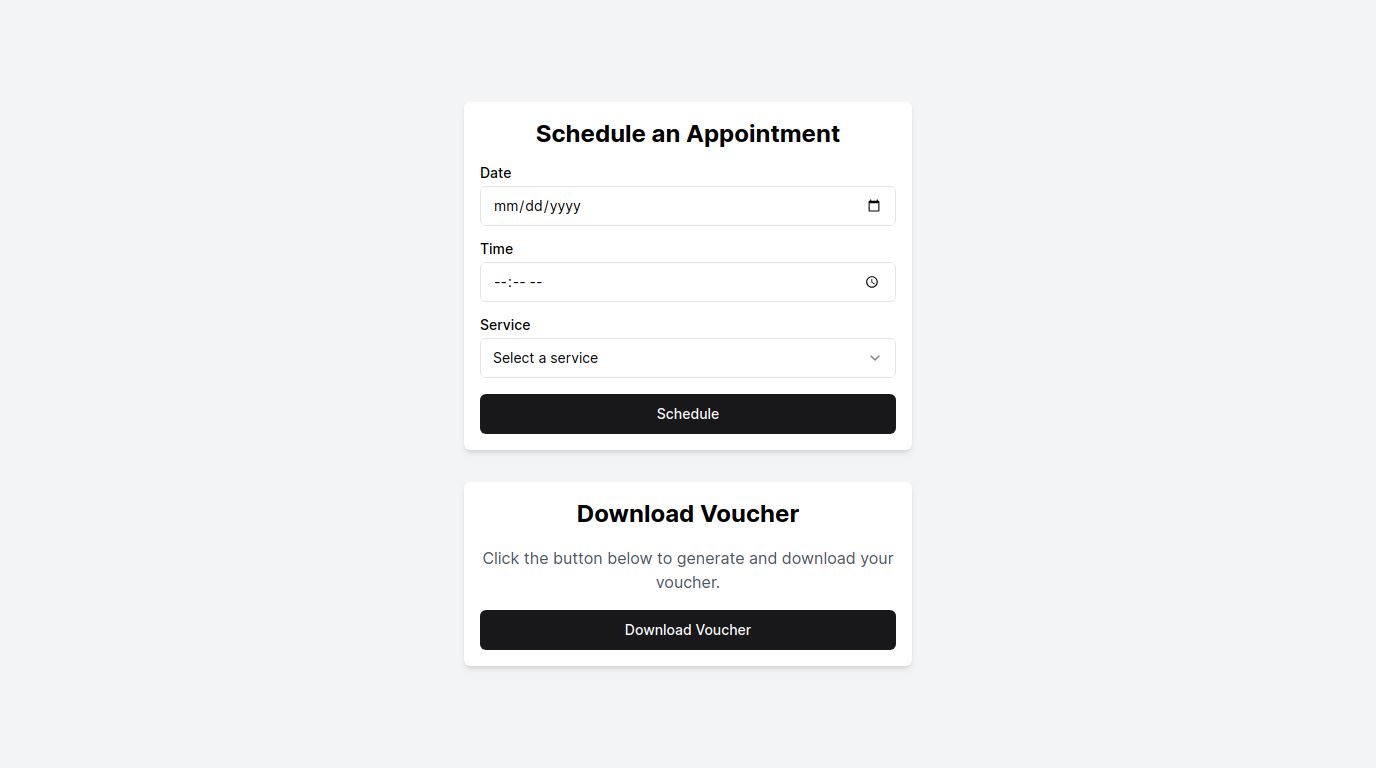 Schedule an Appointment
Date
mm/dd/yyyy
Time
--:-- --
Service
Select a service
Schedule
Download Voucher
Click the button below to generate and download your
voucher.
Download Voucher